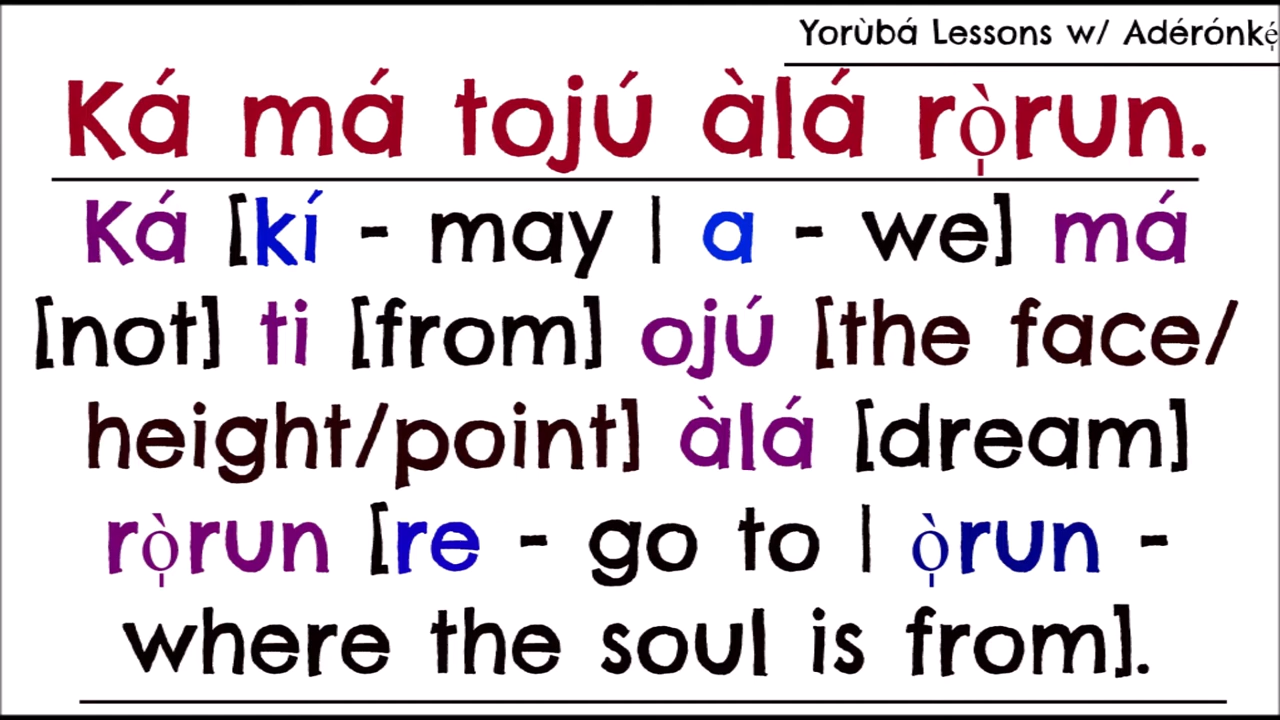 Yorùbá Lessons w/ Adérónkẹ́
Ká má tojú àlá rọ̀run.
Ká [kí - may | a - we] má
[not] ti [from] ojú [the face/
height/point] àlá [dream]
rọ̀run [re - go to | ọ̀run -
where the soul is from].